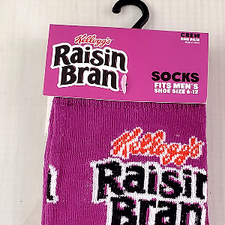 Kellogg's
Raisin
Bran
CREW
SOCKS
FITS MEN'S
SHOE SIZE 6-12
Kellogg's
Raisin
Bran